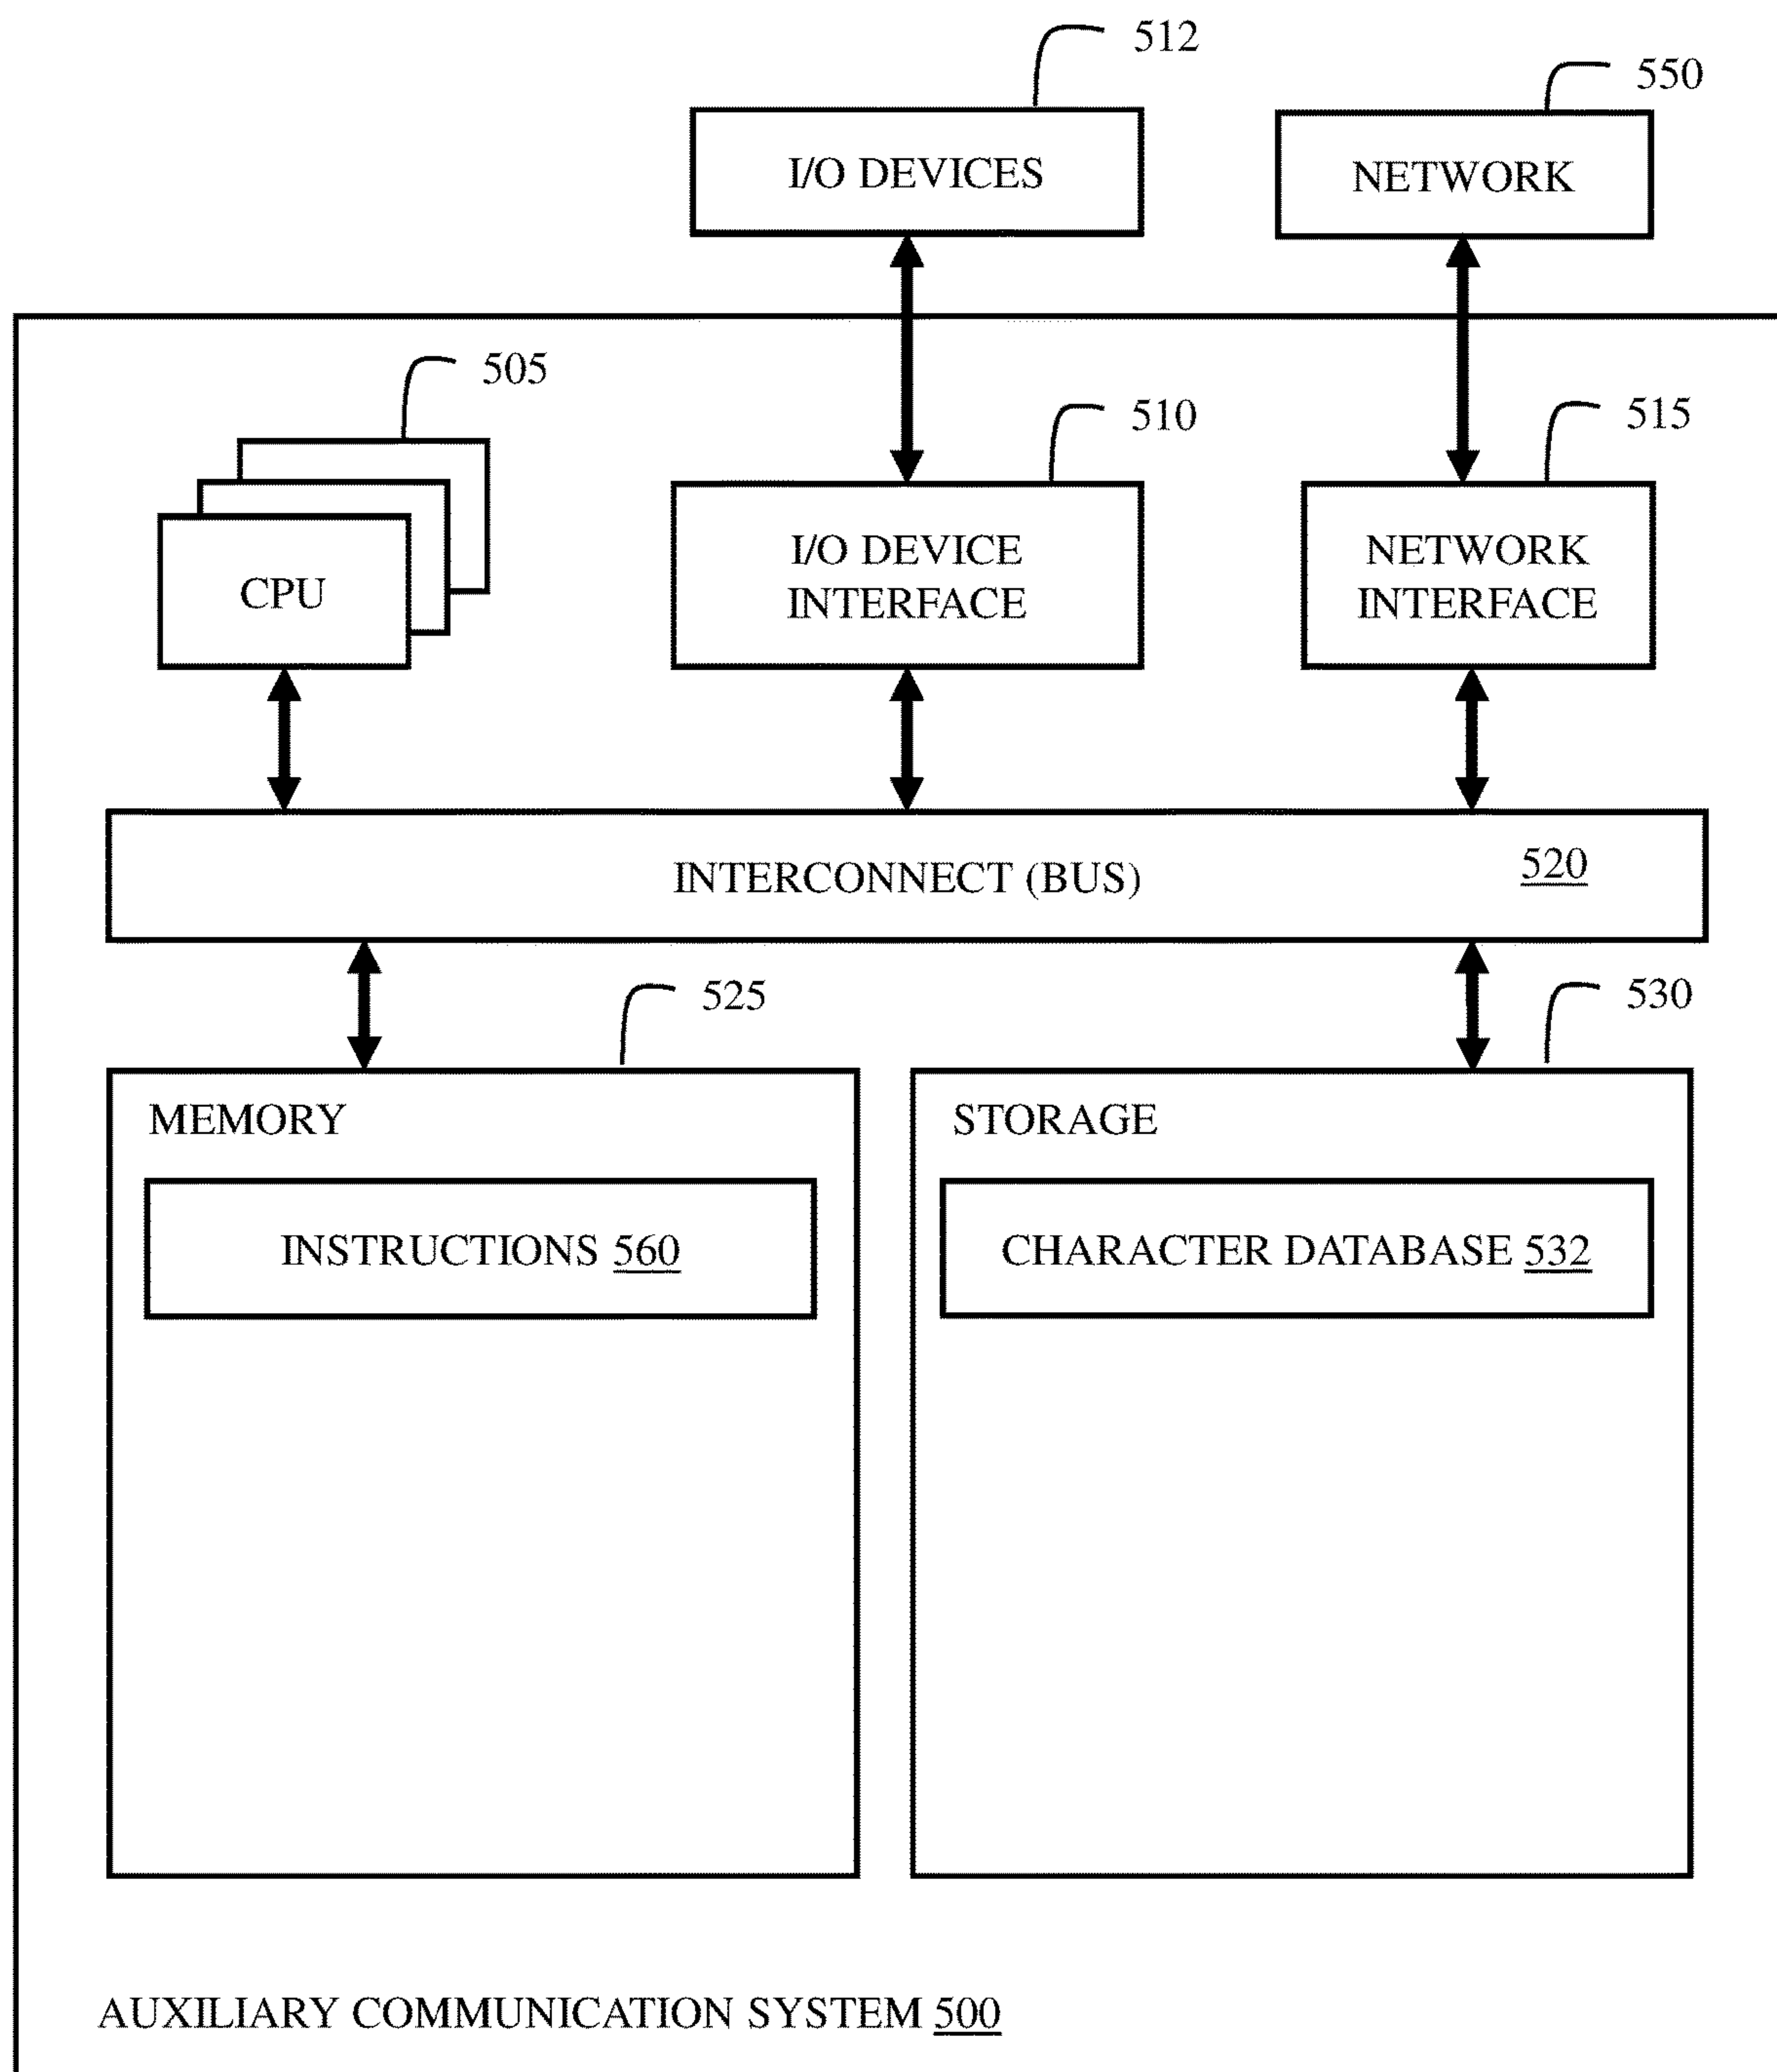 512
550
I/O DEVICES
NETWORK
505
510
515
CPU
I/O DEVICE
INTERFACE
NETWORK
INTERFACE
INTERCONNECT (BUS)
520
525
530
MEMORY
STORAGE
INSTRUCTIONS 560
CHARACTER DATABASE 532
AUXILIARY COMMUNICATION SYSTEM 500